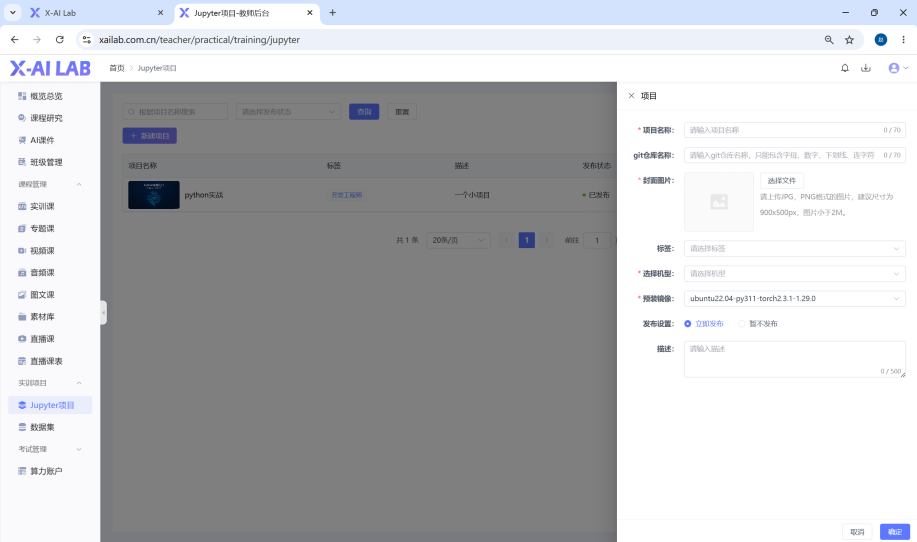 X-AI Lab
Jupyter项目-教师后台
xailab.com.cn/teacher/practical/training/jupyter
X-AI LAB
首页 > Jupyter项目
概览总览
课程研究
AI课件
班级管理
课程管理
实训课
专题课
视频课
音频课
图文课
素材库
直播课
直播课表
实训项目
Jupyter项目
数据集
考试管理
算力账户
根据项目名称搜索
请选择发布状态
查询
重置
+ 新建项目
项目名称 标签 描述 发布状态
python实战 开发工程师 一个小项目 已发布
共 1 条 20条/页 1 前往 1
项目
* 项目名称: 请输入项目名称 0 / 70
git仓库名称: 请输入git仓库名称，只能包含字母、数字、下划线、连字符 0 / 70
* 封面图片: 选择文件
请上传JPG、PNG格式的图片，建议尺寸为
900x500px，图片小于2M。
标签: 请选择标签
* 选择机型: 请选择机型
* 预装镜像: ubuntu22.04-py311-torch2.3.1-1.29.0
发布设置: 立即发布 暂不发布
描述: 请输入描述
0 / 500
取消 确定